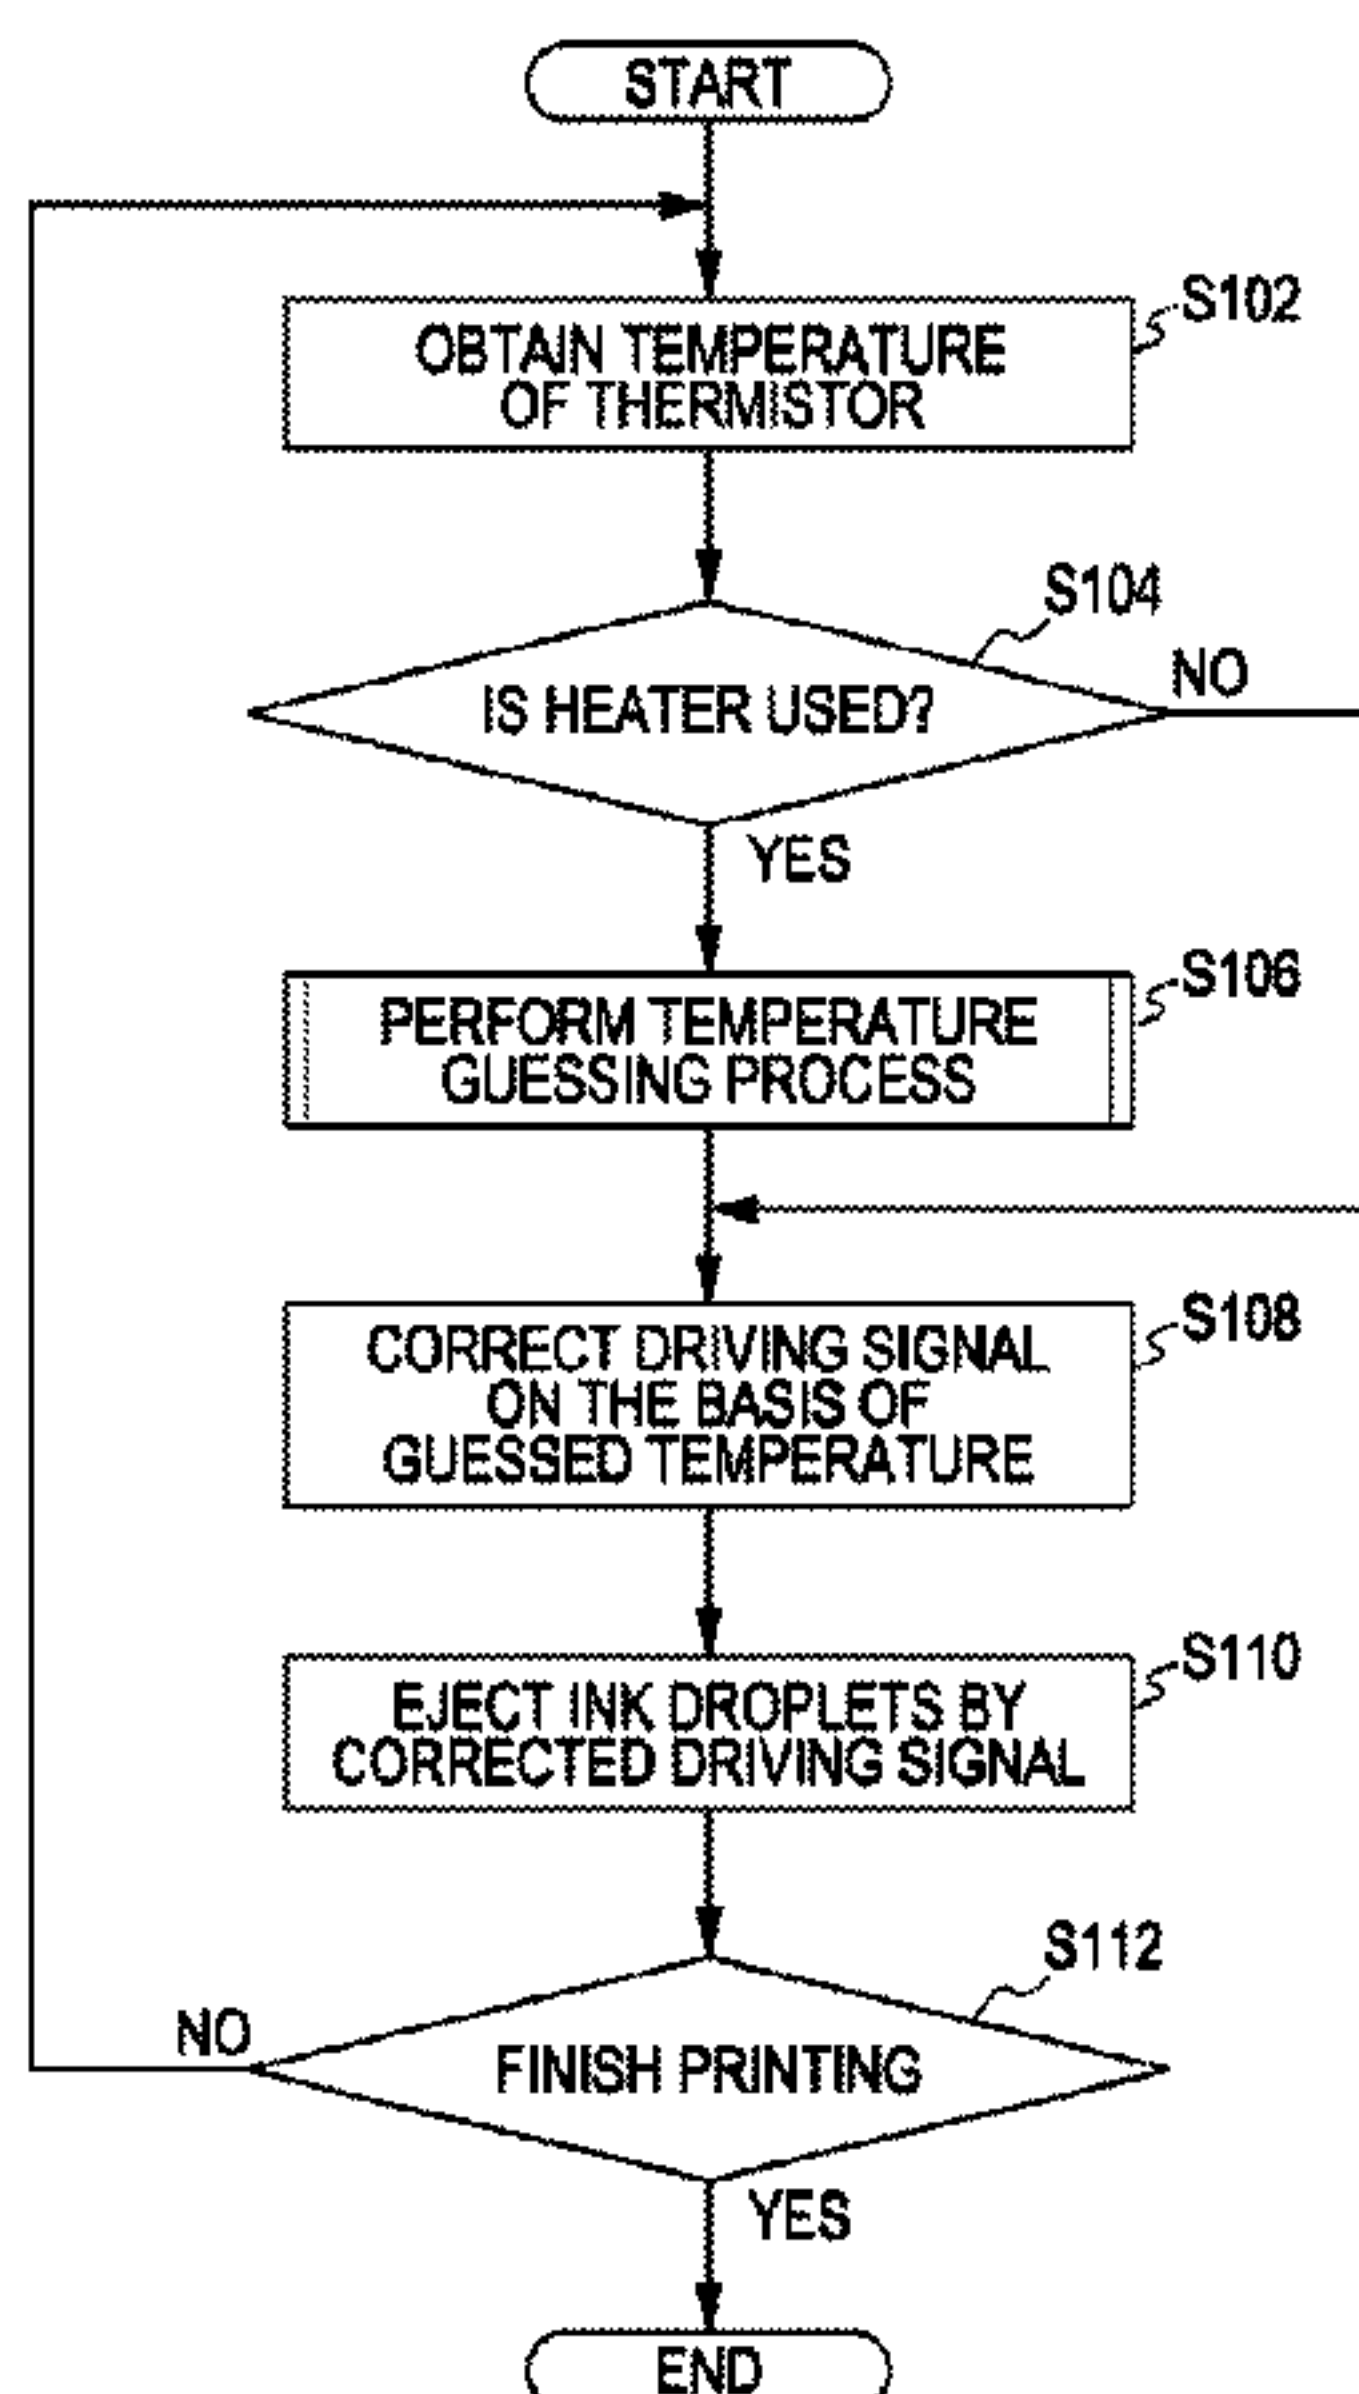 START
OBTAIN TEMPERATURE
OF THERMISTOR
S102
IS HEATER USED?
S104
NO
YES
PERFORM TEMPERATURE
GUESSING PROCESS
S106
CORRECT DRIVING SIGNAL
ON THE BASIS OF
GUESSED TEMPERATURE
S108
EJECT INK DROPLETS BY
CORRECTED DRIVING SIGNAL
S110
FINISH PRINTING
S112
NO
YES
END